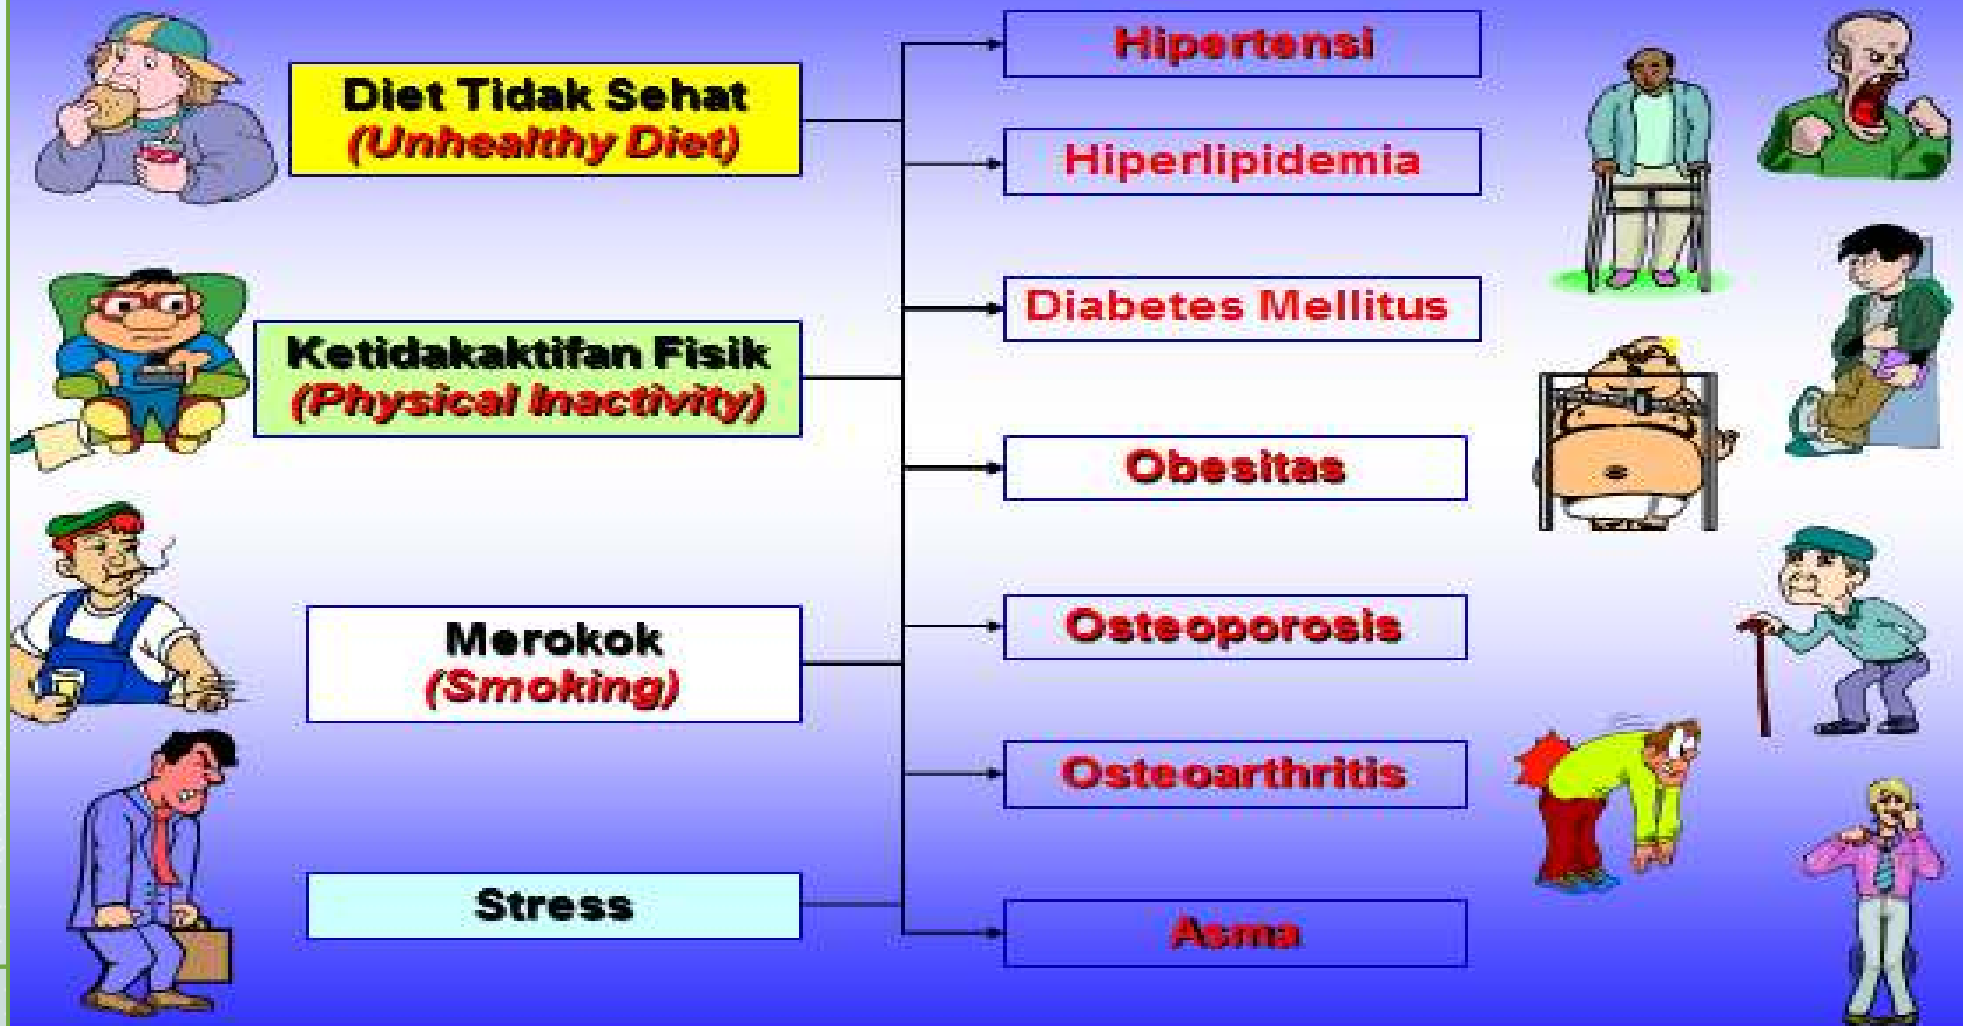 Diet Tidak Sehat
(Unhealthy Diet)
Ketidakaktifan Fisik
(Physical Inactivity)
Merokok
(Smoking)
Stress
Hipertensi
Hiperlipidemia
Diabetes Mellitus
Obesitas
Osteoporosis
Osteoarthritis
Asma